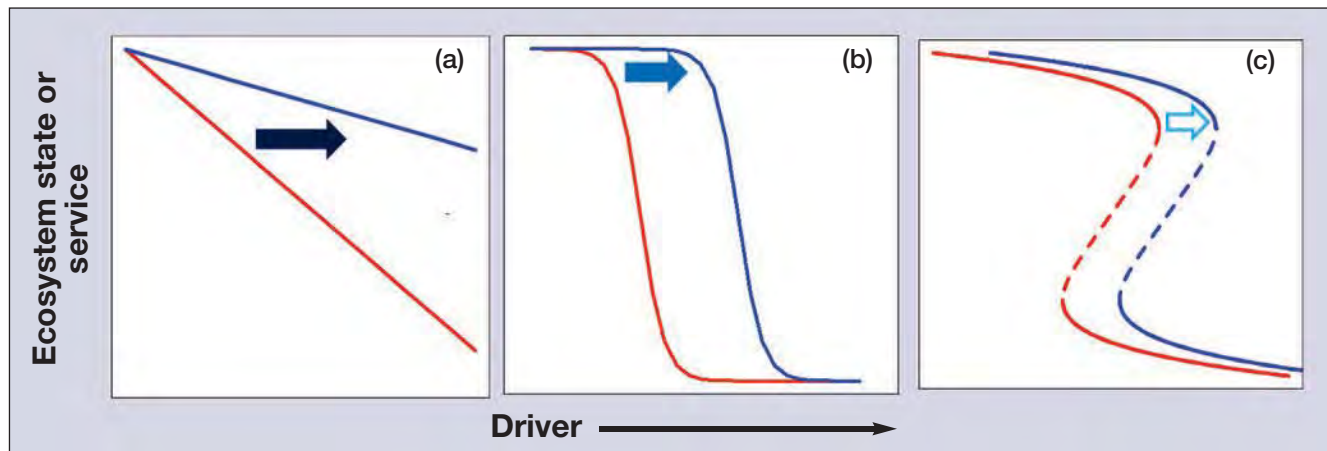 Ecosystem state or
service
(a)
(b)
(c)
Driver